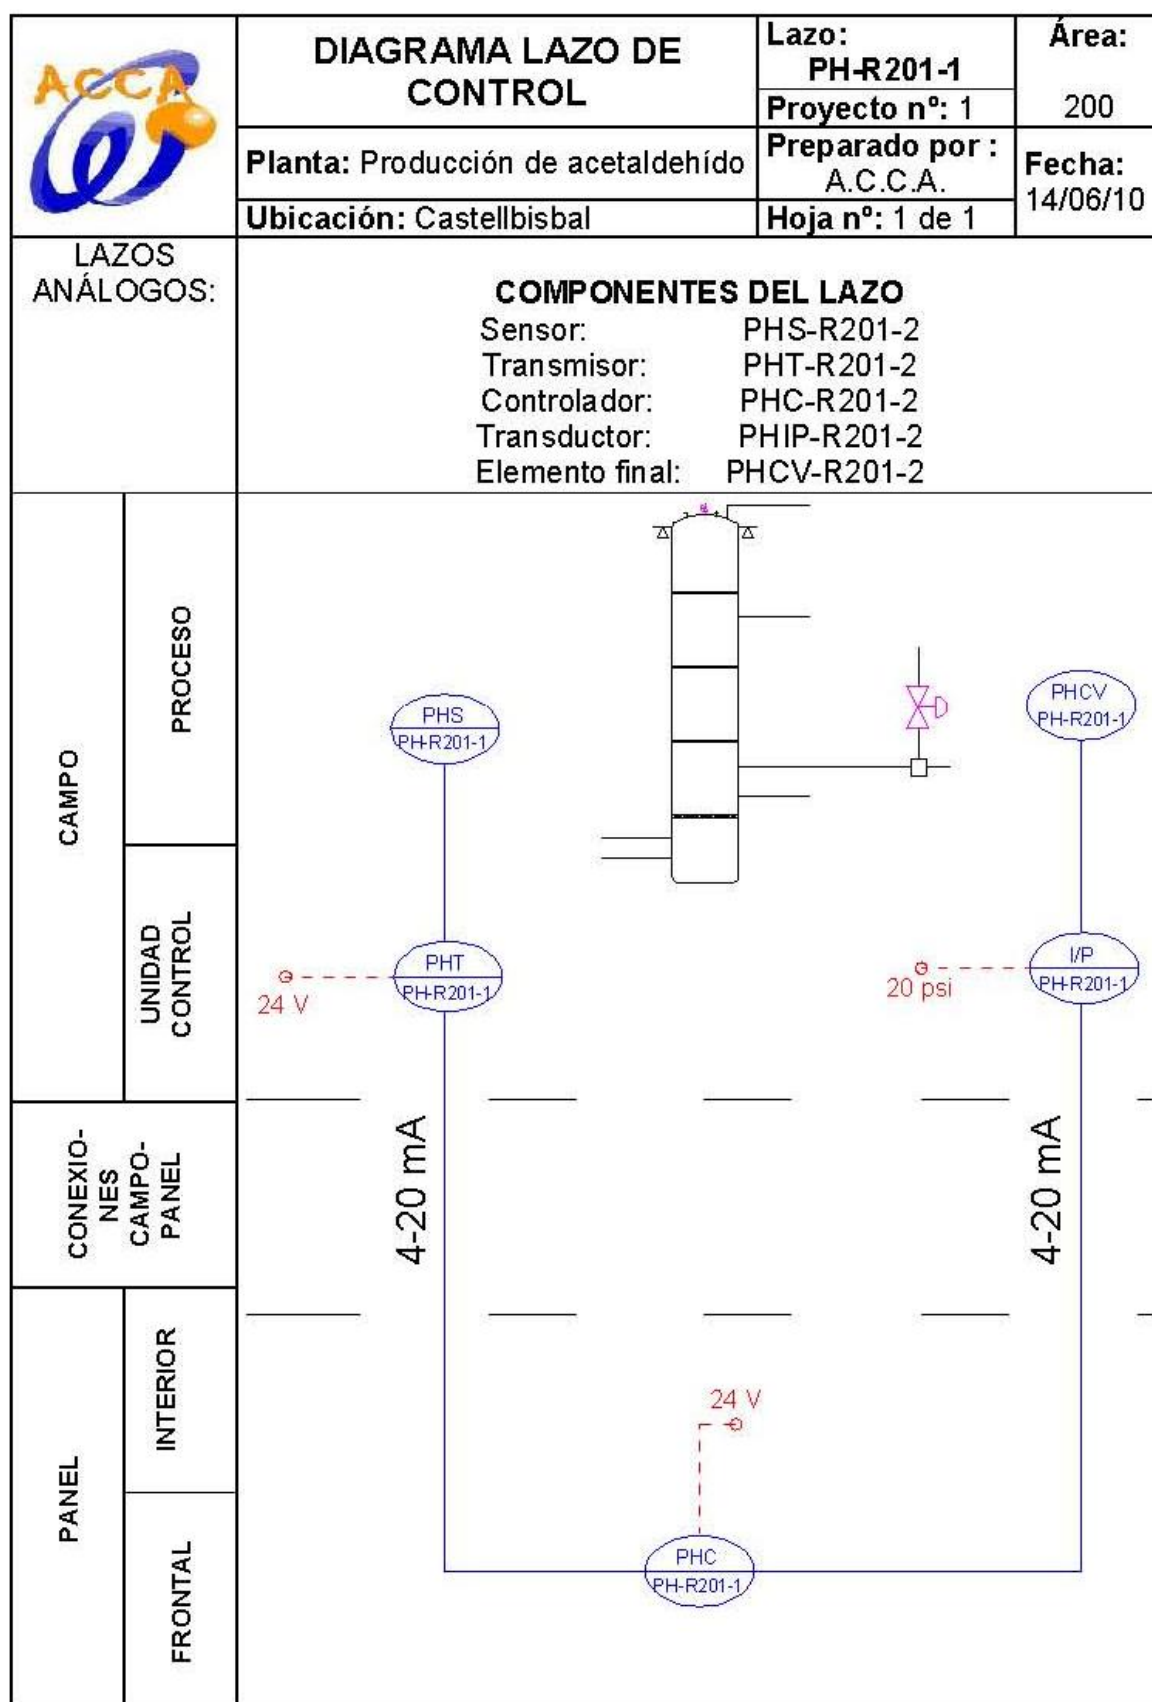 ACCA
DIAGRAMA LAZO DE
CONTROL
Lazo:
PH-R201-1
Área:
200
Proyecto nº: 1
Planta: Producción de acetaldehído
Preparado por :
A.C.C.A.
Fecha:
14/06/10
Ubicación: Castellbisbal
Hoja nº: 1 de 1
LAZOS
ANÁLOGOS:
COMPONENTES DEL LAZO
Sensor: PHS-R201-2
Transmisor: PHT-R201-2
Controlador: PHC-R201-2
Transductor: PHIP-R201-2
Elemento final: PHCV-R201-2
CAMPO
PROCESO
PHS
PH-R201-1
PHCV
PH-R201-1
UNIDAD
CONTROL
24 V
PHT
PH-R201-1
20 psi
I/P
PH-R201-1
CONEXIO-
NES
CAMPO-
PANEL
4-20 mA
4-20 mA
PANEL
INTERIOR
24 V
FRONTAL
PHC
PH-R201-1